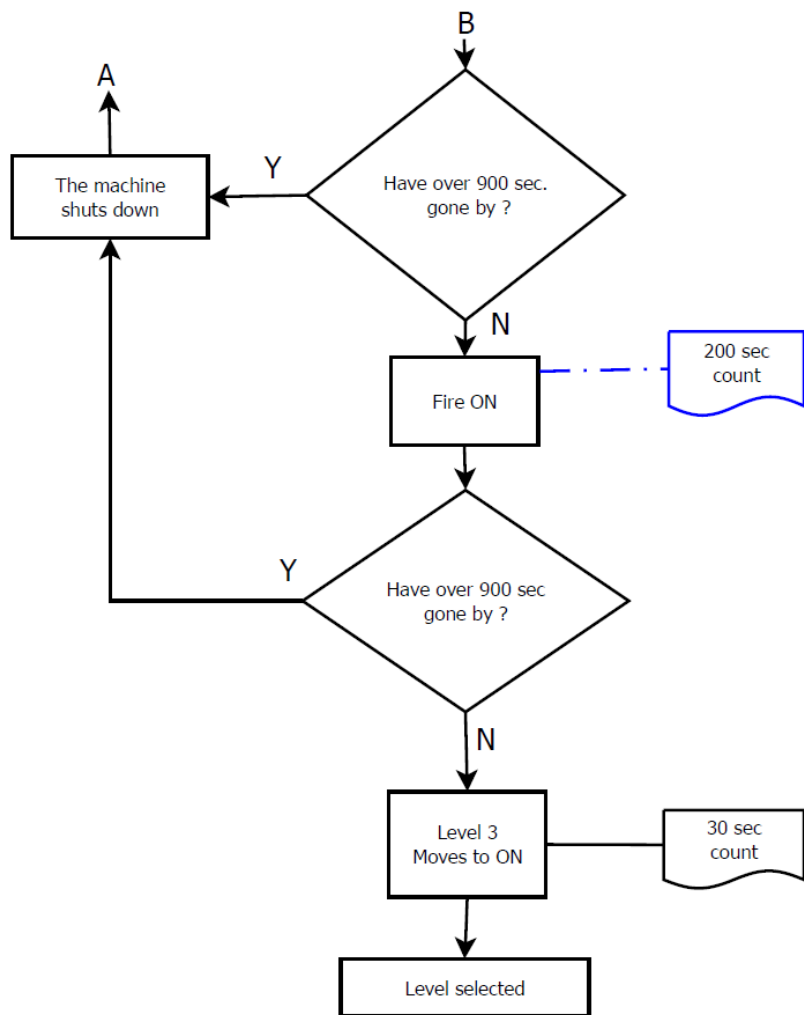 B
A
Y
Have over 900 sec.
gone by ?
The machine
shuts down
N
200 sec
count
Fire ON
Y
Have over 900 sec
gone by ?
N
Level 3
Moves to ON
30 sec
count
Level selected